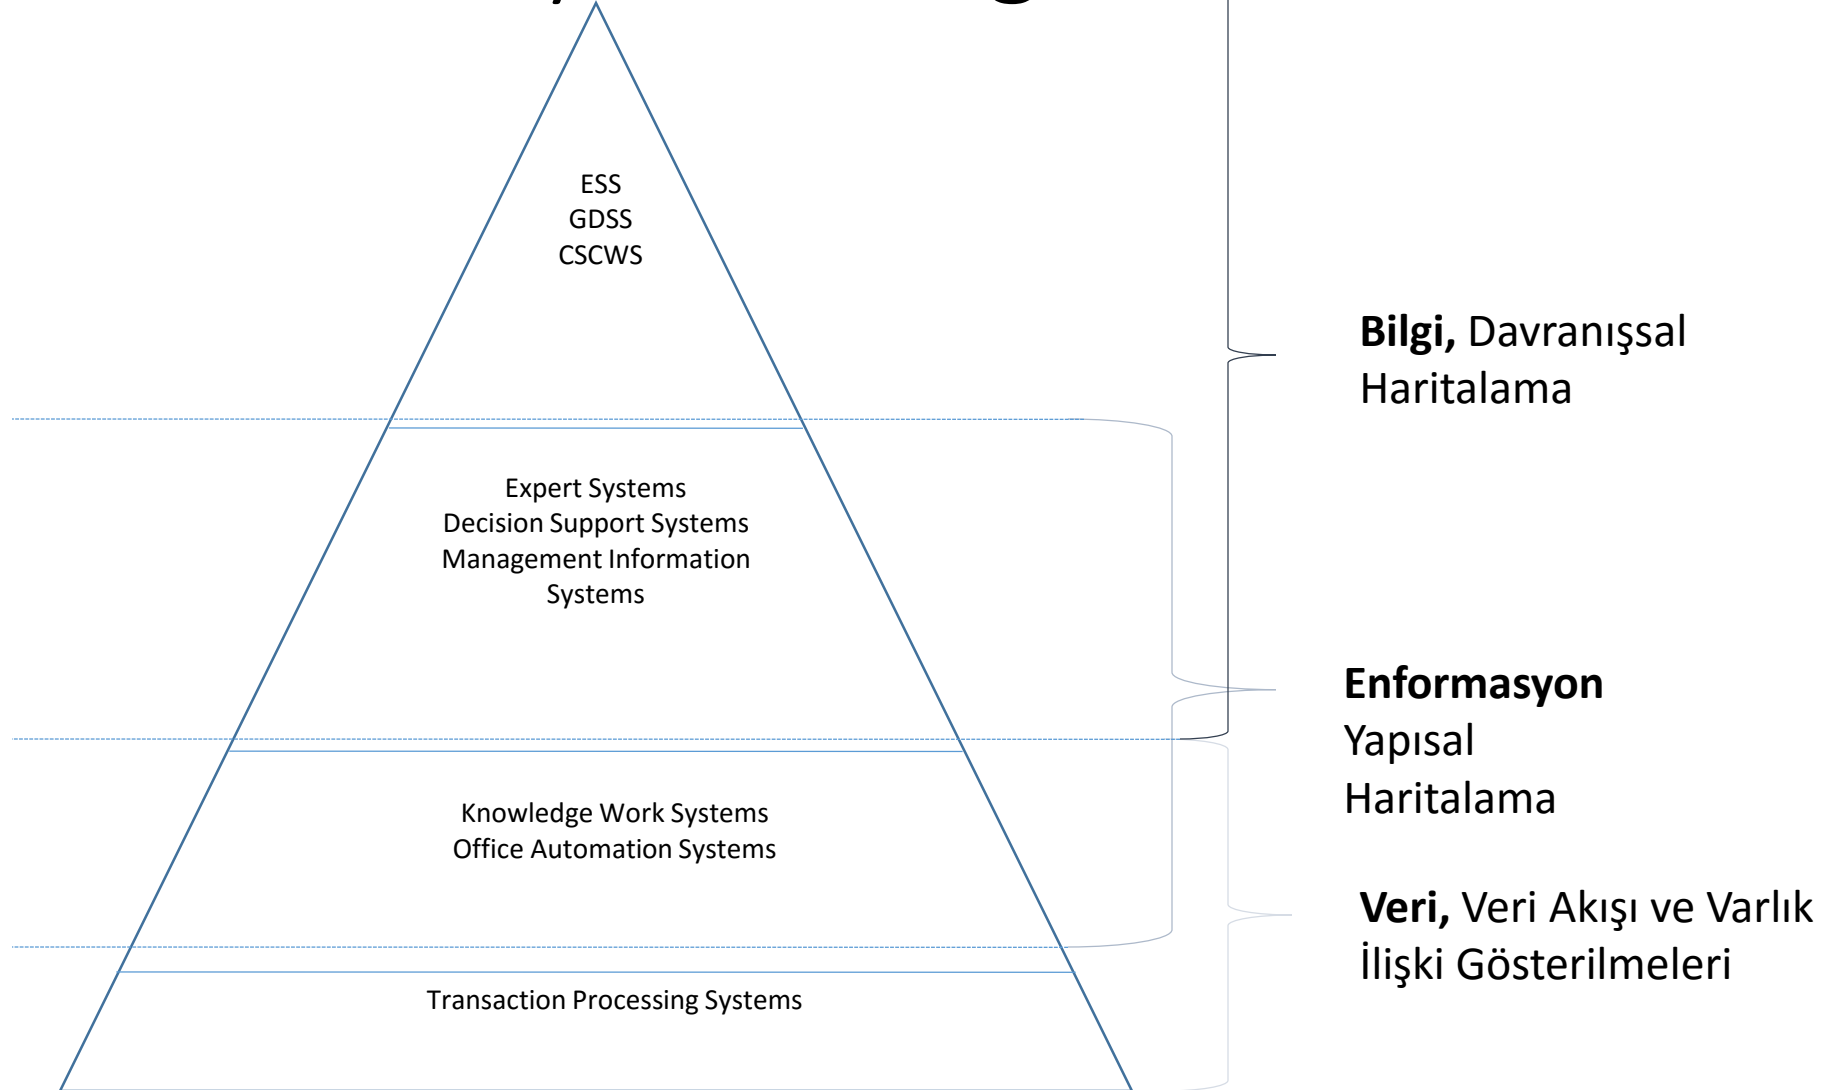 ESS
GDSS
CSCWS
Bilgi, Davranışsal
Haritalama
Expert Systems
Decision Support Systems
Management Information
Systems
Enformasyon
Yapısal
Haritalama
Knowledge Work Systems
Office Automation Systems
Veri, Veri Akışı ve Varlık
İlişki Gösterilmeleri
Transaction Processing Systems